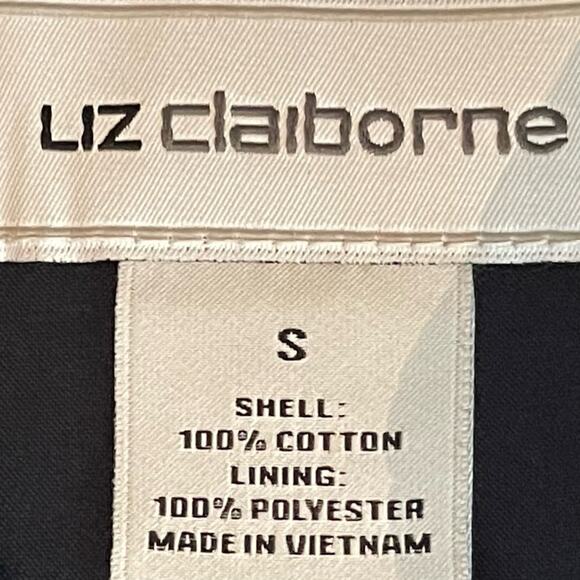 LIZ claiborne
S
SHELL:
100% COTTON
LINING:
100% POLYESTER
MADE IN VIETNAM